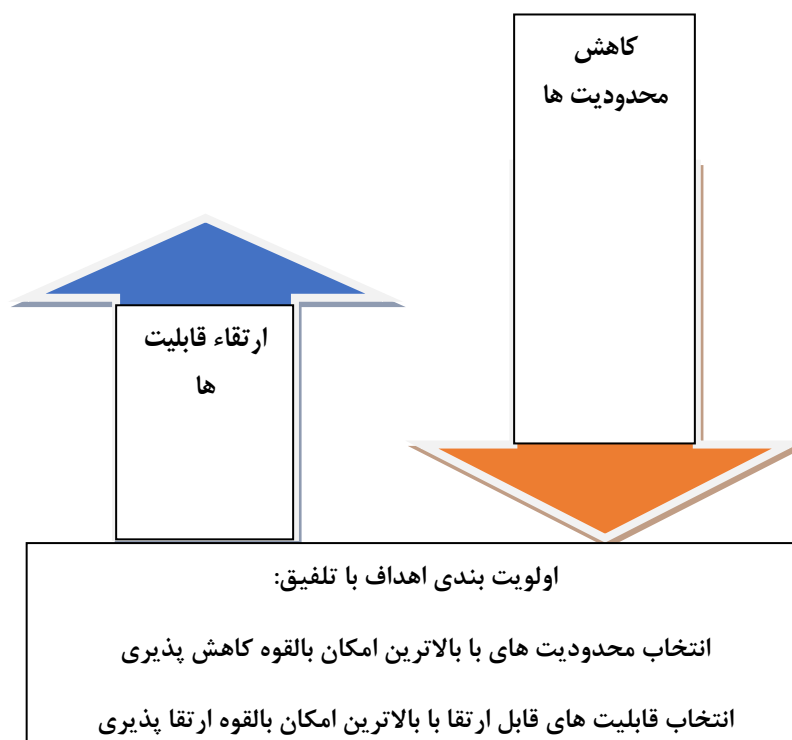 کاهش
محدودیت ها
ارتقاء قابلیت
ها
اولویت بندی اهداف با تلفیق:
انتخاب محدودیت های با بالاترین امکان بالقوه کاهش پذیری
انتخاب قابلیت های قابل ارتقا با بالاترین امکان بالقوه ارتقا پذیری